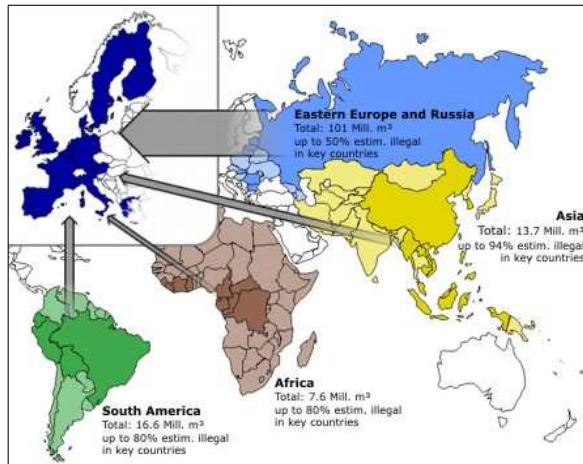 Eastern Europe and Russia
Total: 101 Mill. m³
up to 50% estim. illegal
in key countries
Asia
Total: 13.7 Mill. m³
up to 94% estim. illegal
in key countries
Africa
Total: 7.6 Mill. m³
up to 80% estim. illegal
in key countries
South America
Total: 16.6 Mill. m³
up to 80% estim. illegal
in key countries